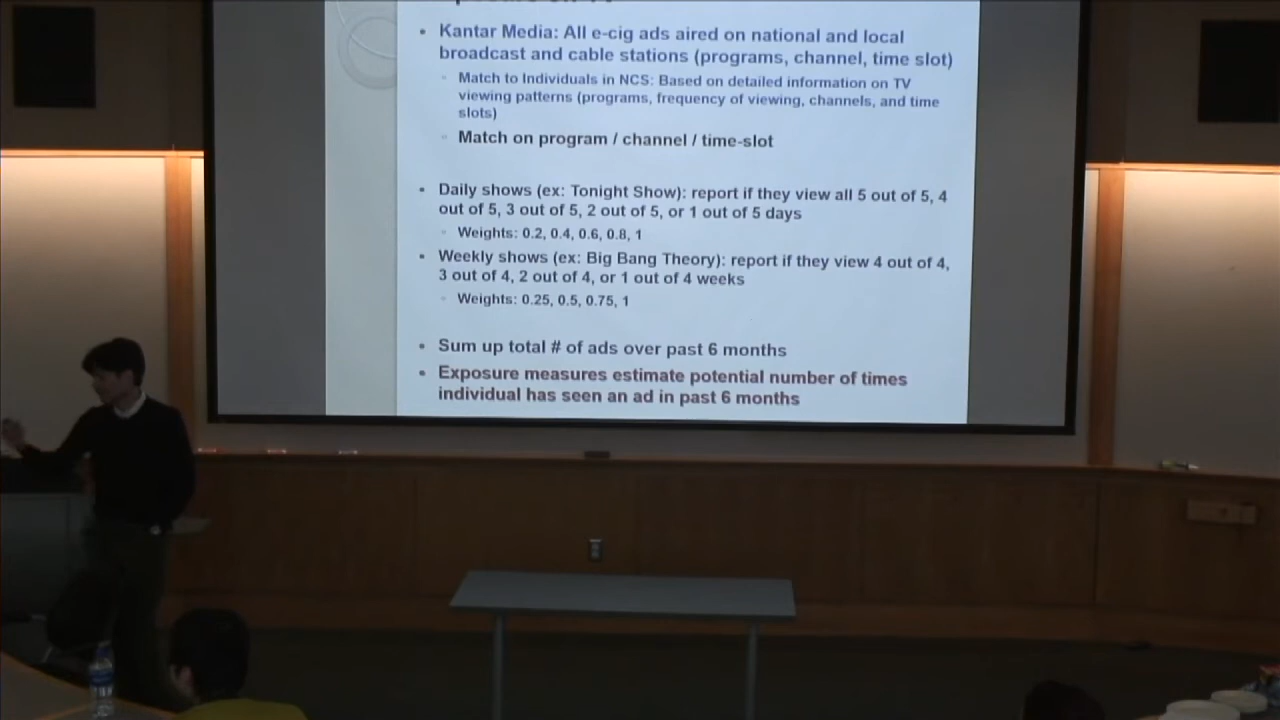 • Kantar Media: All e-cig ads aired on national and local
broadcast and cable stations (programs, channel, time slot)
Match to Individuals in NCS: Based on detailed information on TV
viewing patterns (programs, frequency of viewing, channels, and time
slots)
Match on program / channel / time-slot
• Daily shows (ex: Tonight Show): report if they view all 5 out of 5, 4
out of 5, 3 out of 5, 2 out of 5, or 1 out of 5 days
Weights: 0.2, 0.4, 0.6, 0.8, 1
• Weekly shows (ex: Big Bang Theory): report if they view 4 out of 4,
3 out of 4, 2 out of 4, or 1 out of 4 weeks
Weights: 0.25, 0.5, 0.75, 1
• Sum up total # of ads over past 6 months
• Exposure measures estimate potential number of times
individual has seen an ad in past 6 months